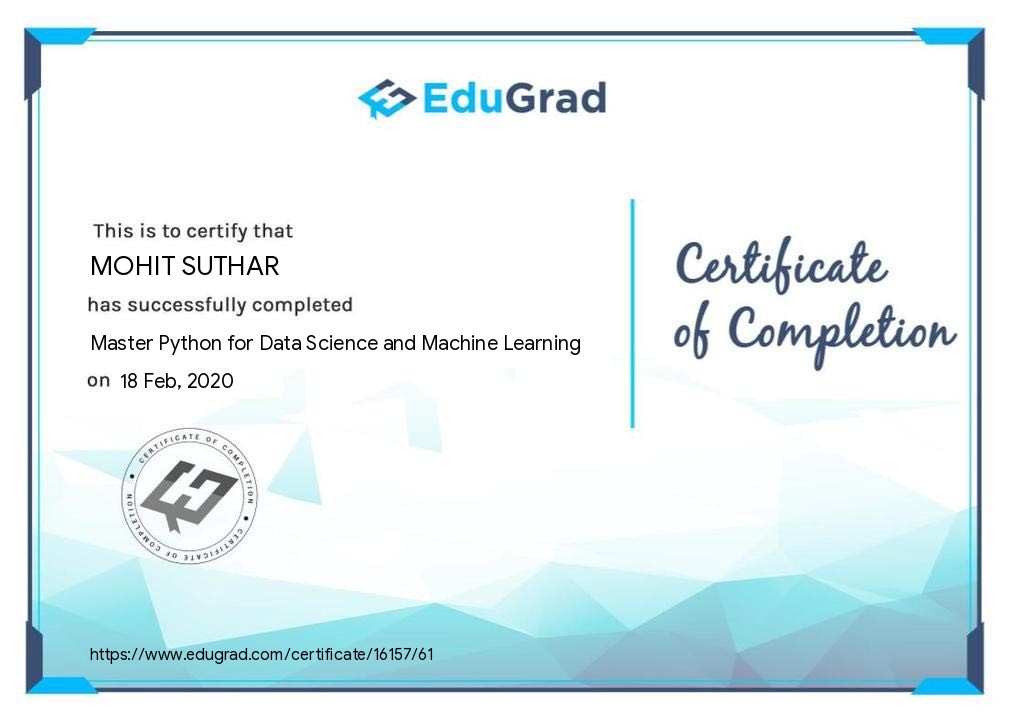 EduGrad
This is to certify that
MOHIT SUTHAR
has successfully completed
Master Python for Data Science and Machine Learning
on 18 Feb, 2020
Certificate
of Completion
CERTIFICATE OF COMPLETION
CERTIFICATE OF COMPLETION
https://www.edugrad.com/certificate/16157/61